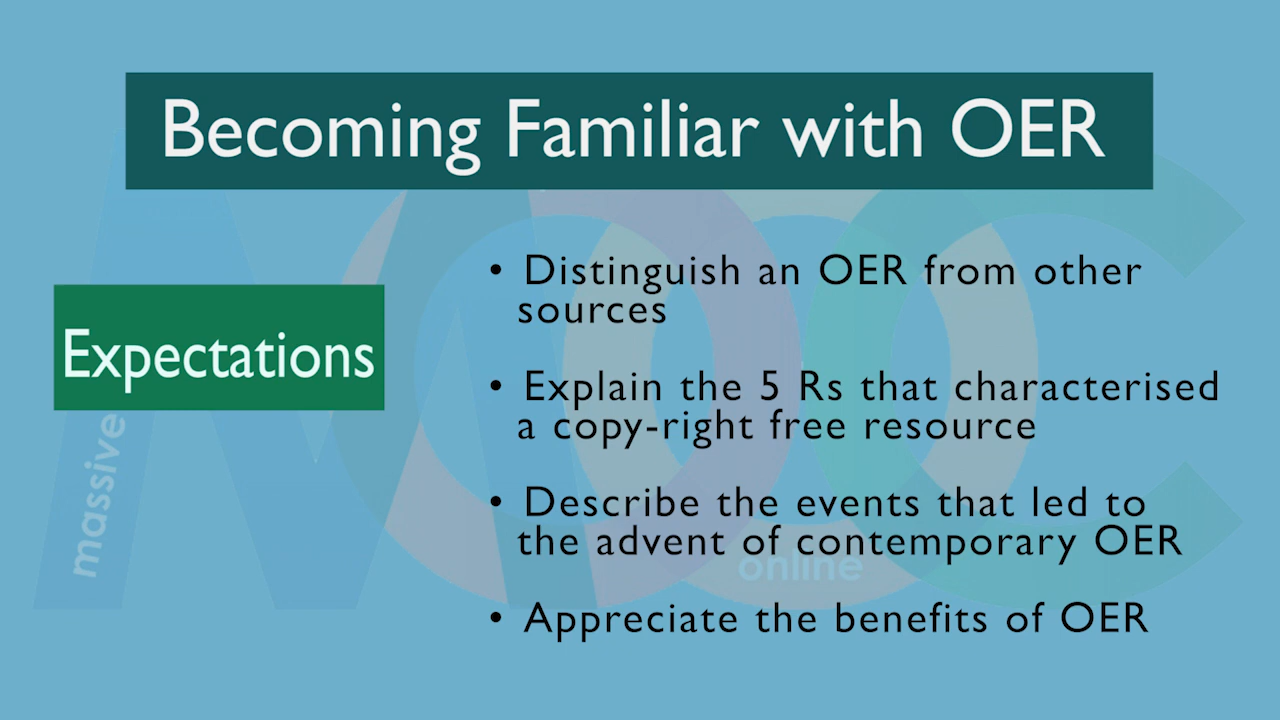 Becoming Familiar with OER
Expectations
• Distinguish an OER from other
sources
• Explain the 5 Rs that characterised
a copy-right free resource
• Describe the events that led to
the advent of contemporary OER
• Appreciate the benefits of OER
MOOC
massive
online